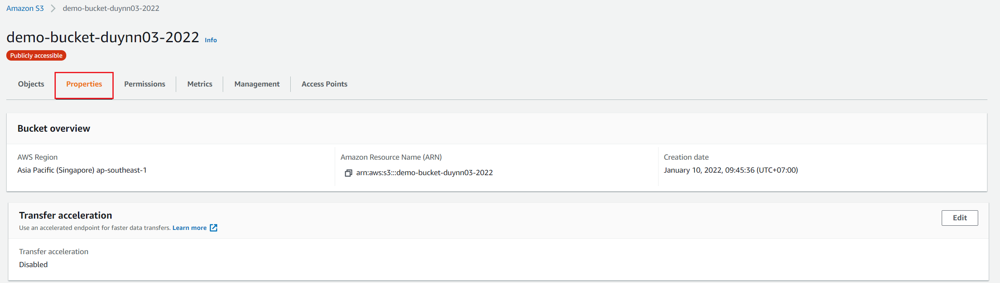 Amazon S3 > demo-bucket-duynn03-2022
demo-bucket-duynn03-2022 Info
Publicly accessible
Objects Properties Permissions Metrics Management Access Points
Bucket overview
AWS Region
Asia Pacific (Singapore) ap-southeast-1
Amazon Resource Name (ARN)
arn:aws:s3:::demo-bucket-duynn03-2022
Creation date
January 10, 2022, 09:45:36 (UTC+07:00)
Transfer acceleration
Edit
Use an accelerated endpoint for faster data transfers. Learn more
Transfer acceleration
Disabled